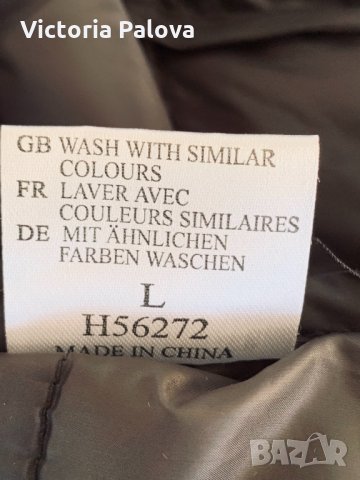 Victoria Palova
GB WASH WITH SIMILAR
COLOURS
FR LAVER AVEC
COULEURS SIMILAIRES
DE MIT ÄHNLICHEN
FARBEN WASCHEN
L
H56272
MADE IN CHINA
BAZAR